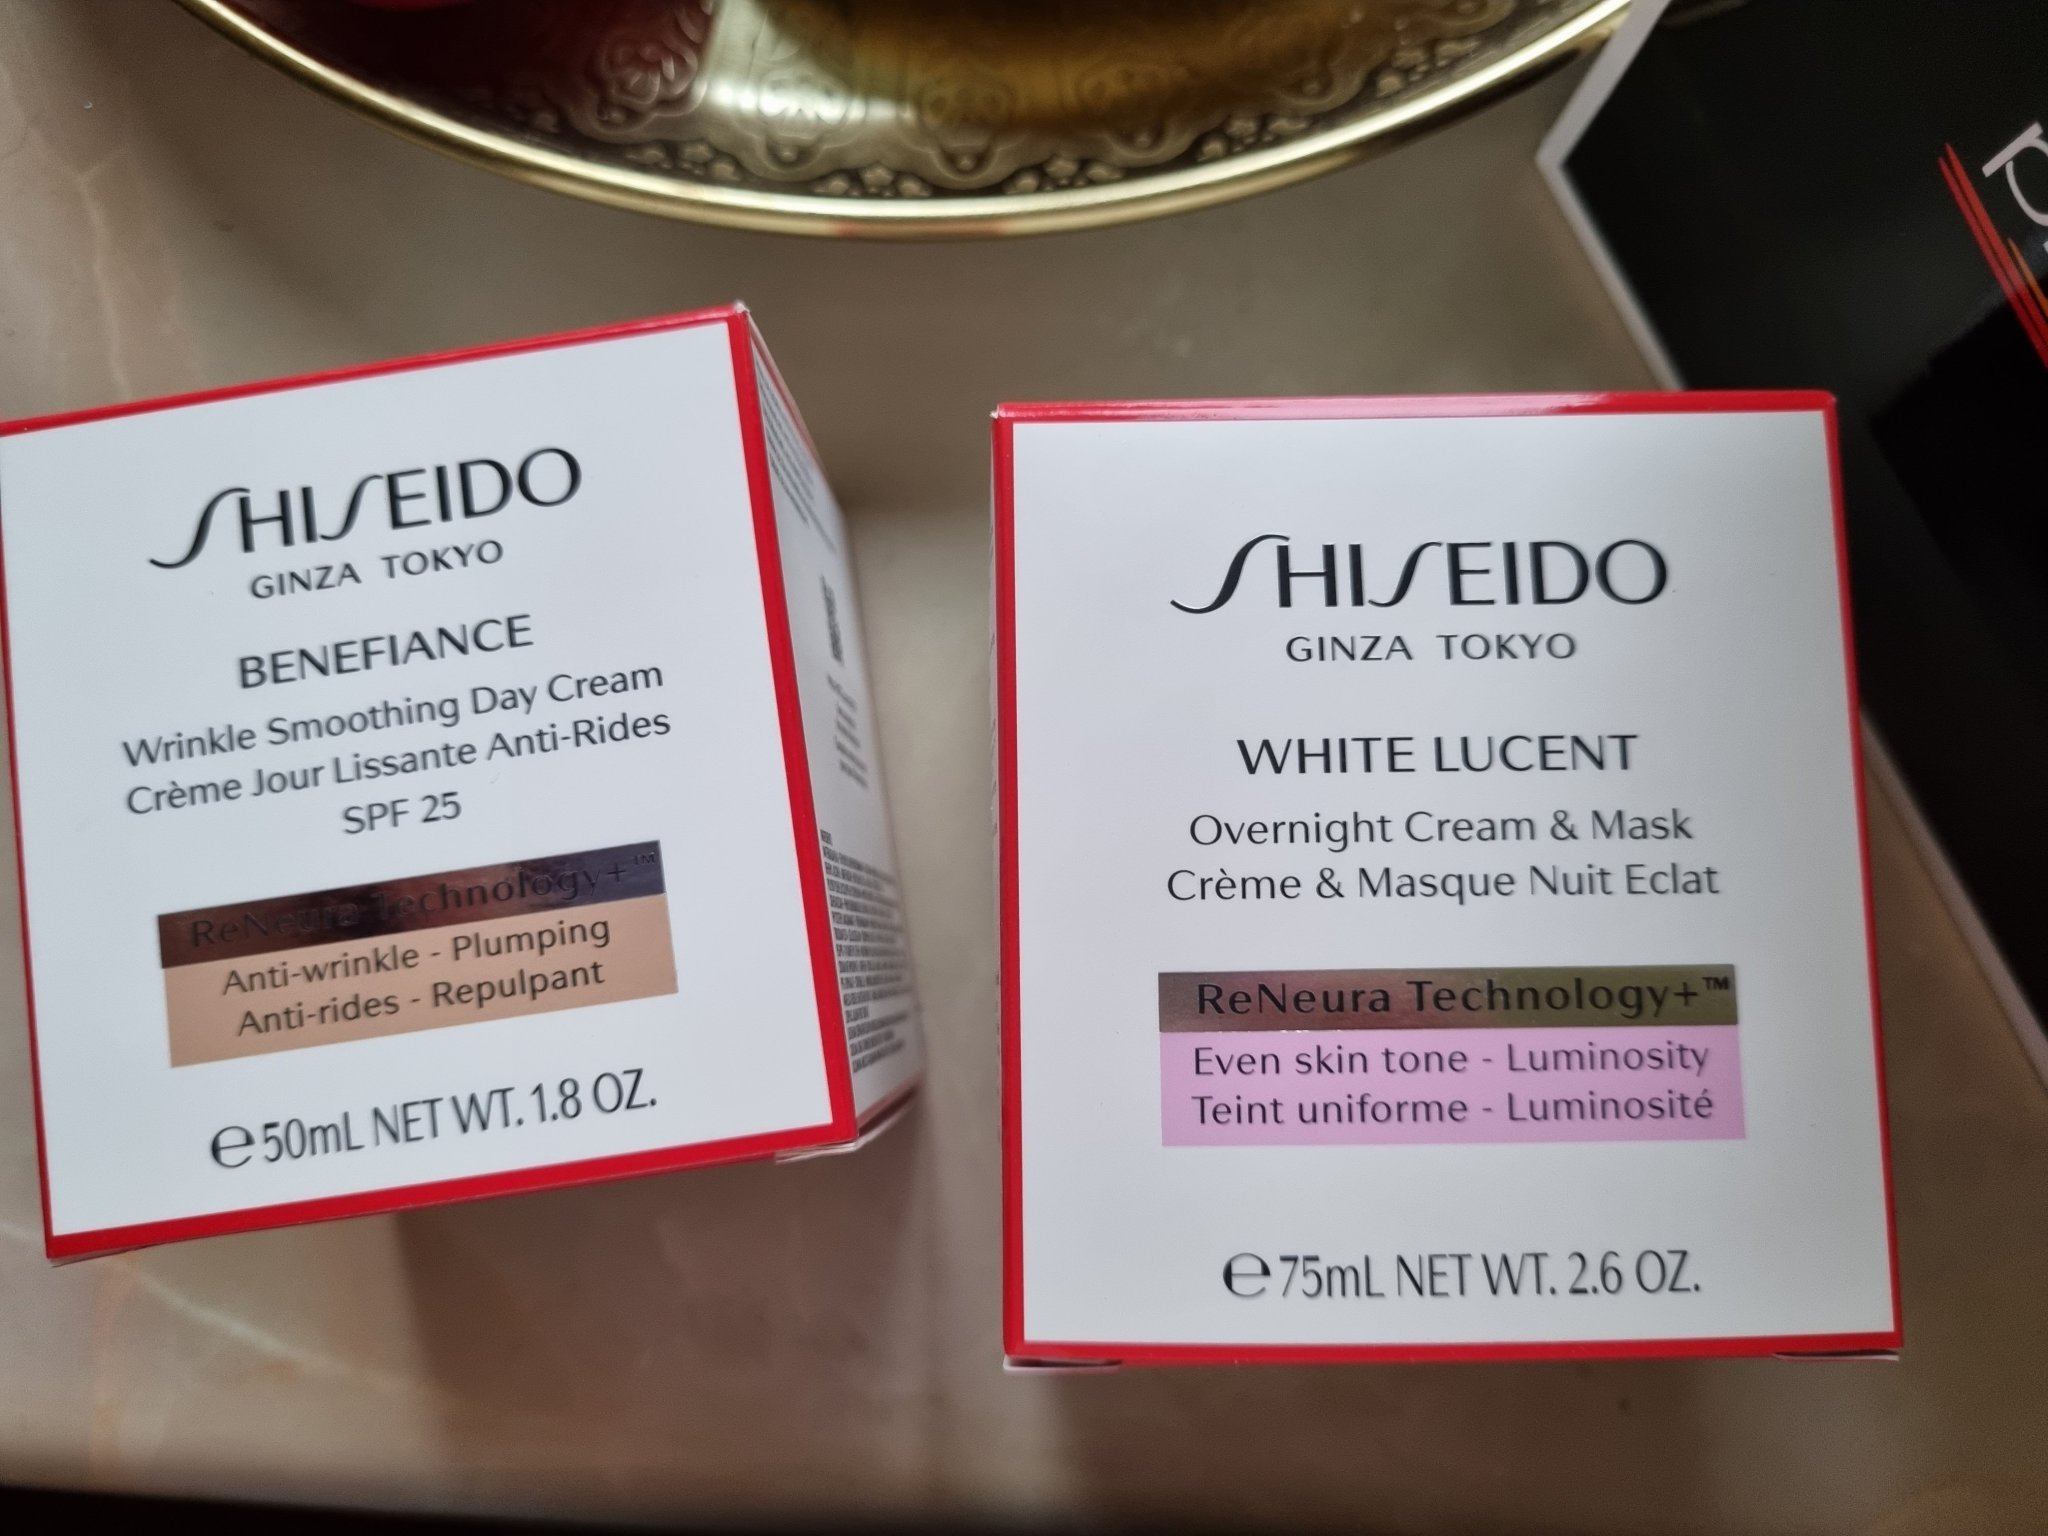 SHISEIDO
GINZA TOKYO
BENEFIANCE
Wrinkle Smoothing Day Cream
Crème Jour Lissante Anti-Rides
SPF 25
ReNeura Technology+™
Anti-wrinkle - Plumping
Anti-rides - Repulpant
℮50mL NET WT. 1.8 OZ.
SHISEIDO
GINZA TOKYO
WHITE LUCENT
Overnight Cream & Mask
Crème & Masque Nuit Eclat
ReNeura Technology+™
Even skin tone - Luminosity
Teint uniforme - Luminosité
℮75mL NET WT. 2.6 OZ.